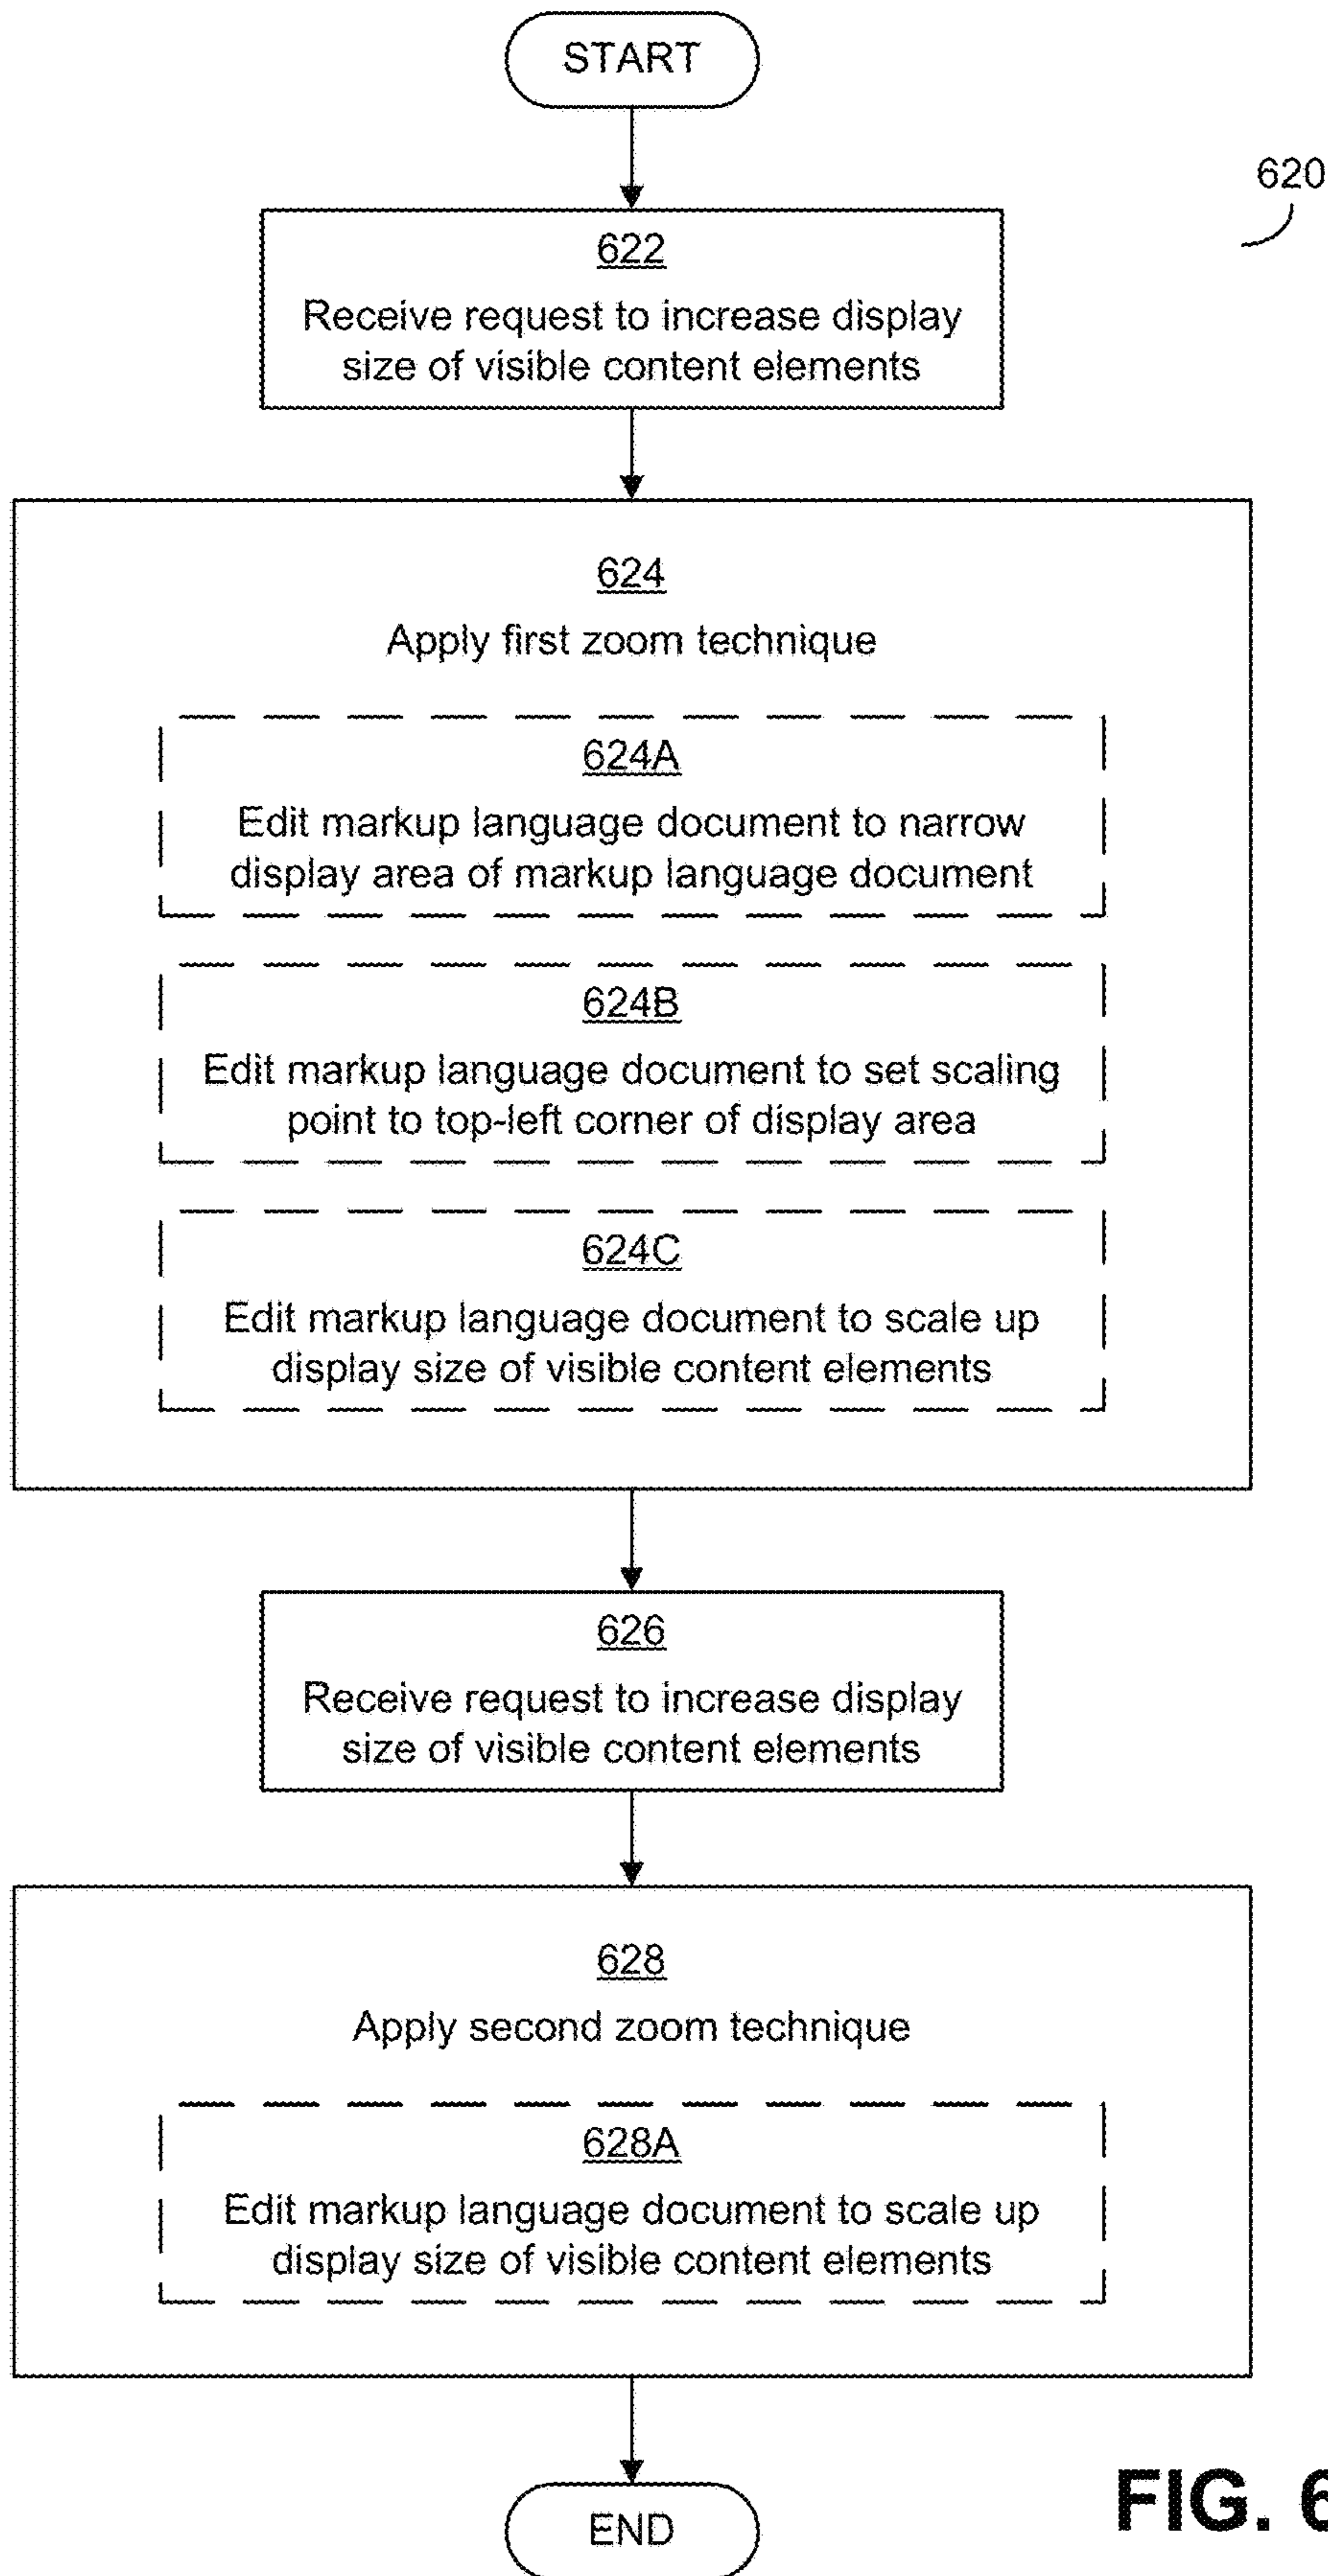 START
620
622
Receive request to increase display
size of visible content elements
624
Apply first zoom technique
624A
Edit markup language document to narrow
display area of markup language document
624B
Edit markup language document to set scaling
point to top-left corner of display area
624C
Edit markup language document to scale up
display size of visible content elements
626
Receive request to increase display
size of visible content elements
628
Apply second zoom technique
628A
Edit markup language document to scale up
display size of visible content elements
END
FIG.